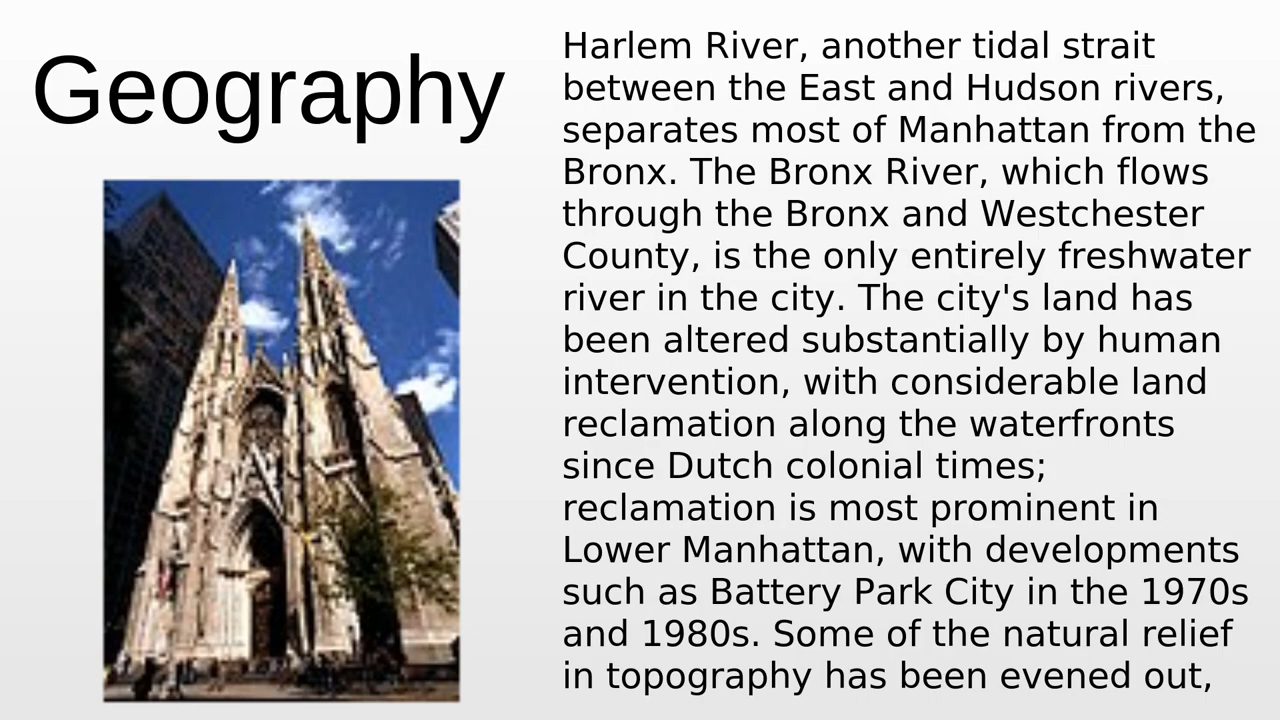 Geography
Harlem River, another tidal strait
between the East and Hudson rivers,
separates most of Manhattan from the
Bronx. The Bronx River, which flows
through the Bronx and Westchester
County, is the only entirely freshwater
river in the city. The city's land has
been altered substantially by human
intervention, with considerable land
reclamation along the waterfronts
since Dutch colonial times;
reclamation is most prominent in
Lower Manhattan, with developments
such as Battery Park City in the 1970s
and 1980s. Some of the natural relief
in topography has been evened out,